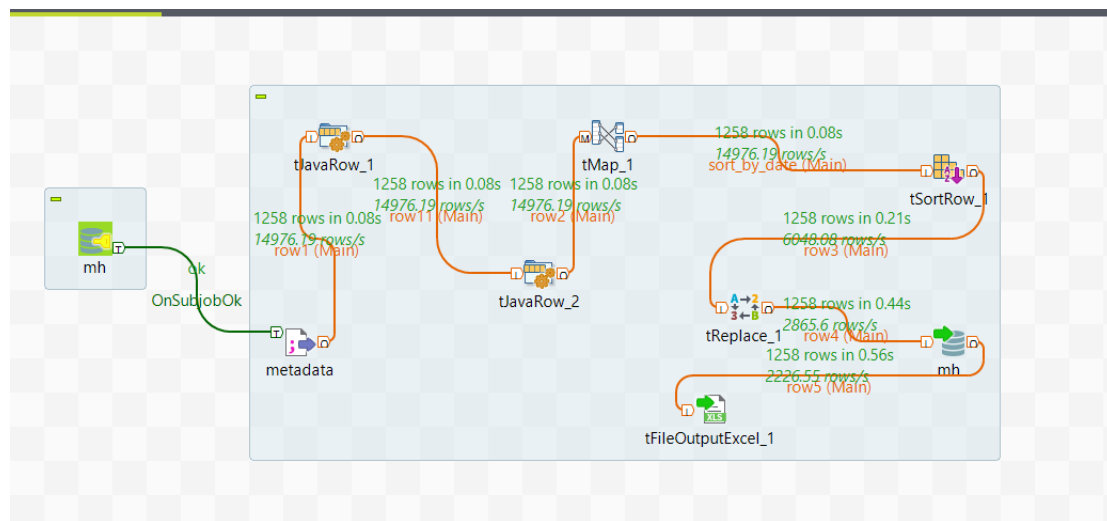 mh
ok
OnSubjobOk
metadata
1258 rows in 0.08s
14976.19 rows/s
row1 (Main)
tJavaRow_1
1258 rows in 0.08s
14976.19 rows/s
row11 (Main)
tJavaRow_2
1258 rows in 0.08s
14976.19 rows/s
row2 (Main)
tMap_1
1258 rows in 0.08s
14976.19 rows/s
sort_by_date (Main)
tSortRow_1
1258 rows in 0.21s
6048.08 rows/s
row3 (Main)
tReplace_1
1258 rows in 0.44s
2865.6 rows/s
row4 (Main)
mh
1258 rows in 0.56s
2226.55 rows/s
row5 (Main)
tFileOutputExcel_1
XLS